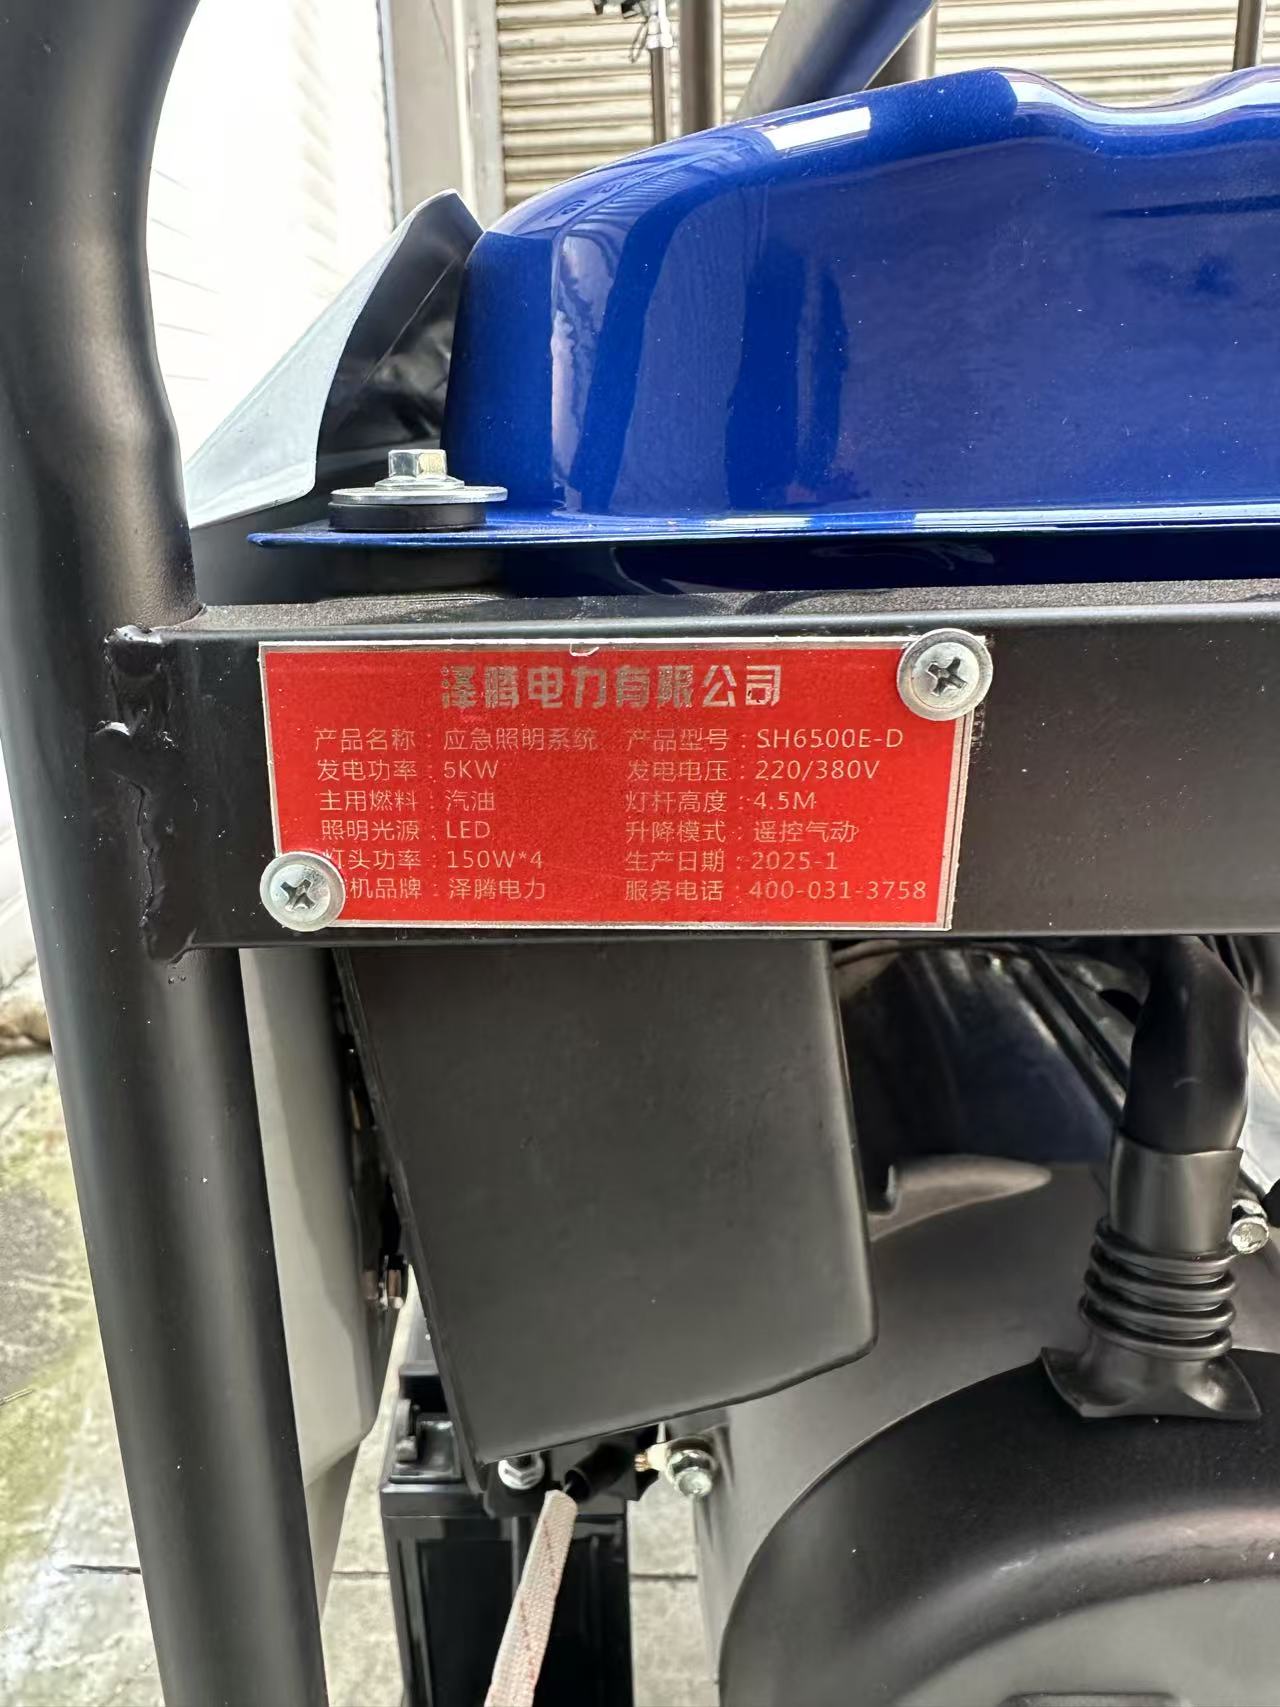 泽腾电力有限公司
产品名称：应急照明系统 产品型号：SH6500E-D
发电功率：5KW 发电电压：220/380V
主用燃料：汽油 灯杆高度：4.5M
照明光源：LED 升降模式：遥控气动
灯头功率：150W*4 生产日期：2025-1
机品牌：泽腾电力 服务电话：400-031-3758